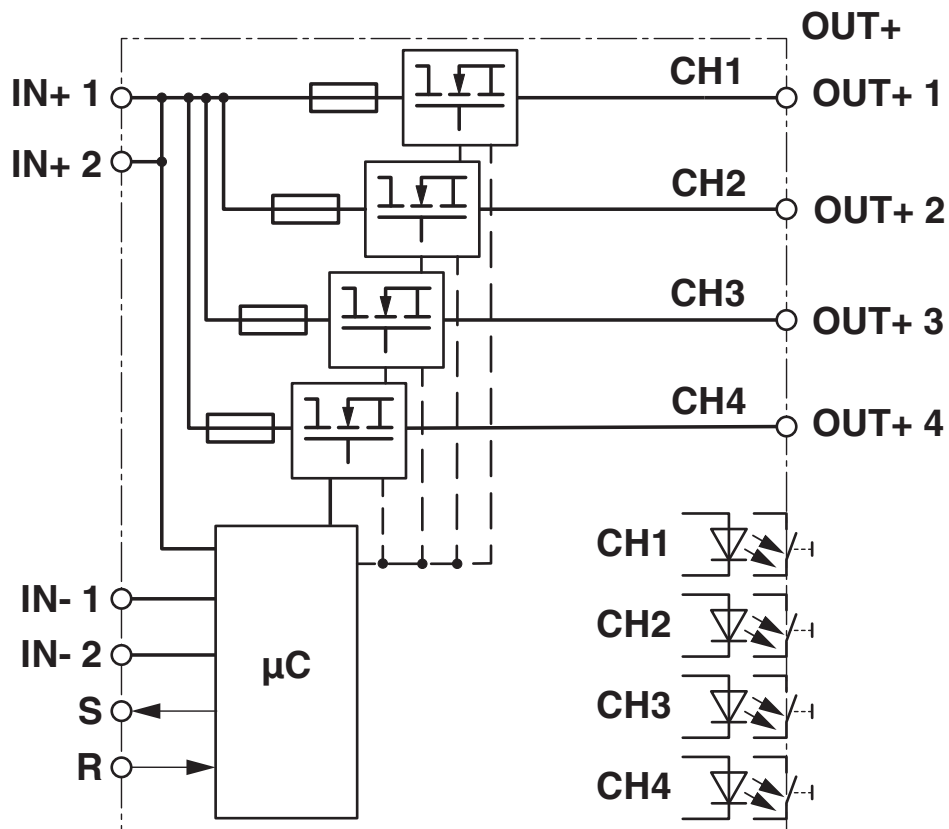 OUT+
IN+ 1
CH1
OUT+ 1
IN+ 2
CH2
OUT+ 2
CH3
OUT+ 3
CH4
OUT+ 4
CH1
IN- 1
CH2
IN- 2
µC
CH3
S
R
CH4